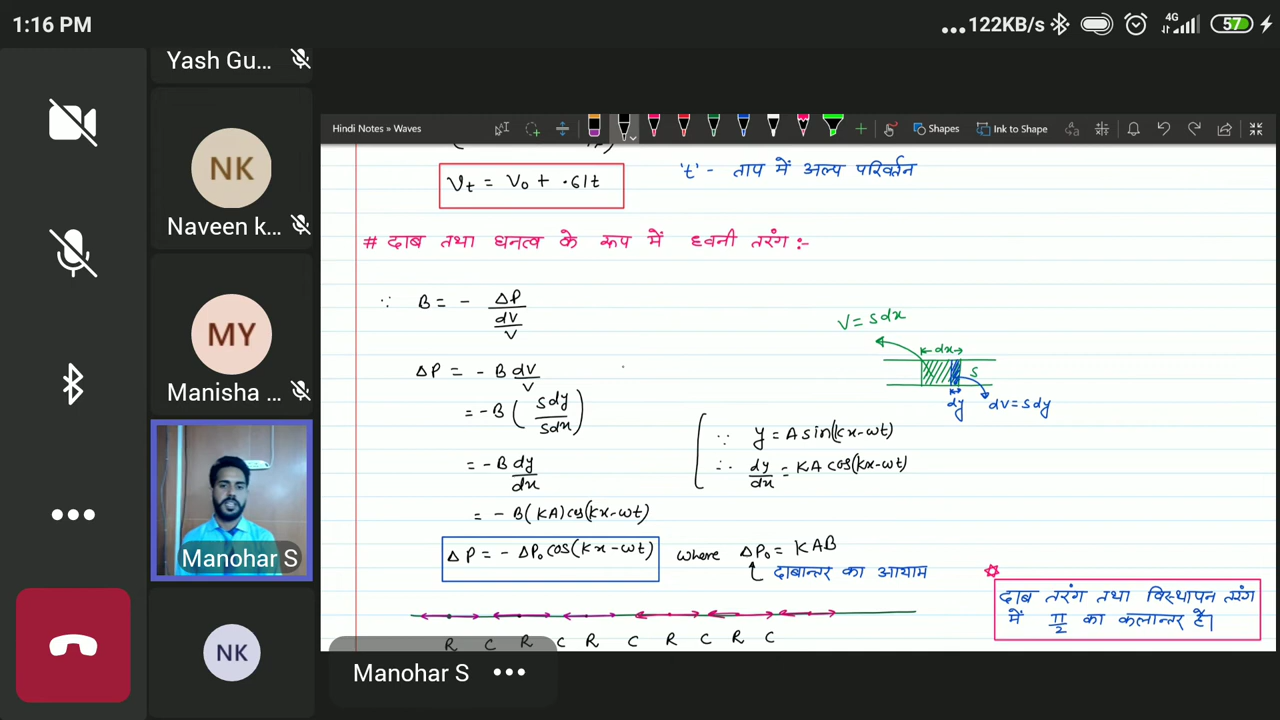 1:16 PM
...122KB/s 4G 57
Yash Gu...
NK
Naveen k...
MY
Manisha ...
Manohar S
NK
Hindi Notes » Waves
Shapes
Ink to Shape
Vt = V0 + .61t
't' - ताप में अल्प परिवर्तन
# दाब तथा घनत्व के रूप में ध्वनी तरंग :-
∵ B = - ΔP / (dV/V)
V = Sdx
dx
S
dy
dV = Sdy
ΔP = - B dV/V
= -B (Sdy/Sdx)
∵ y = A sin(kx-ωt)
= -B dy/dx
∴ dy/dx = KA cos(kx-ωt)
= - B(KA)cos(kx-ωt)
ΔP = - ΔP0 cos(kx-ωt)
where ΔP0 = KAB
दाबान्तर का आयाम
दाब तरंग तथा विस्थापन तरंग
में π/2 का कलान्तर है।
R C R C R C R C R C
Manohar S ...